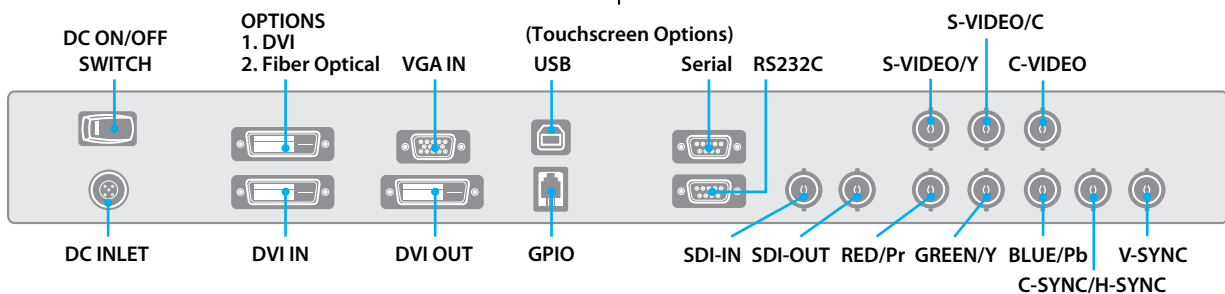 DC ON/OFF
SWITCH
OPTIONS
1. DVI
2. Fiber Optical
VGA IN
(Touchscreen Options)
USB
Serial
RS232C
S-VIDEO/Y
S-VIDEO/C
C-VIDEO
DC INLET
DVI IN
DVI OUT
GPIO
SDI-IN
SDI-OUT
RED/Pr
GREEN/Y
BLUE/Pb
C-SYNC/H-SYNC
V-SYNC